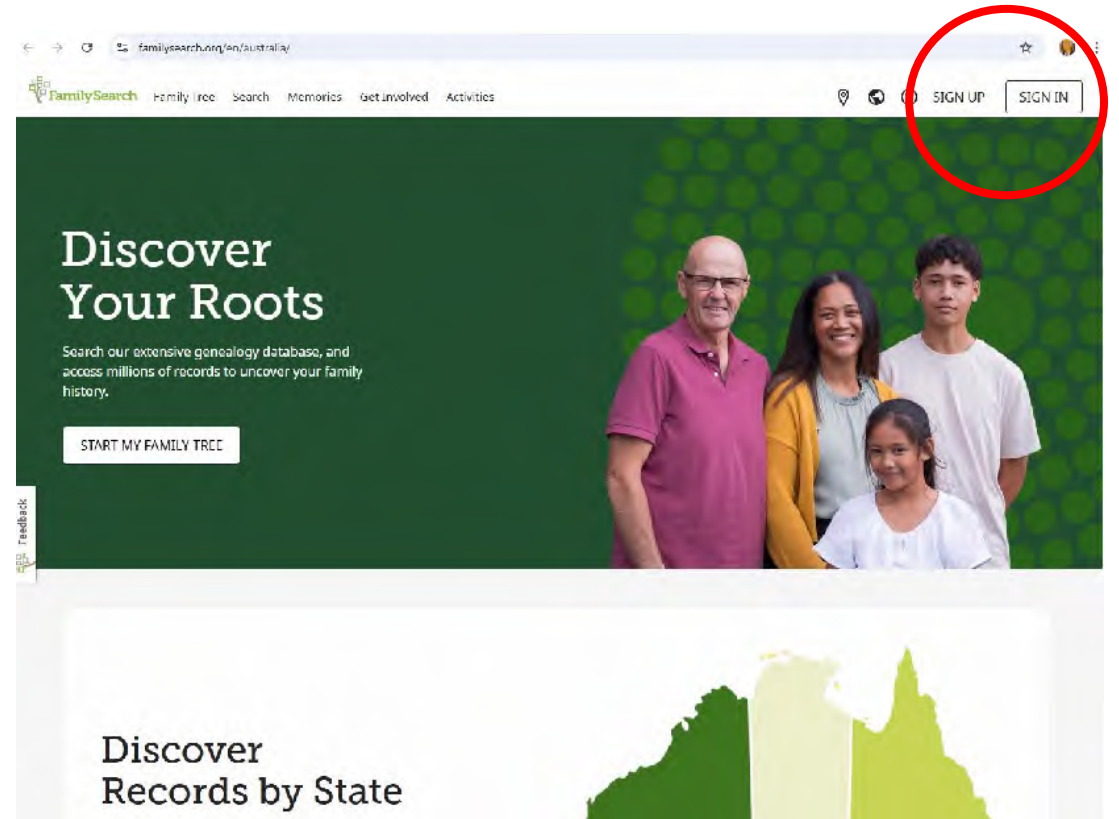 familysearch.org/en/australia/
FamilySearch Family Tree Search Memories Get Involved Activities SIGN UP SIGN IN
Discover
Your Roots
Search our extensive genealogy database, and
access millions of records to uncover your family
history.
START MY FAMILY TREE
Feedback
Discover
Records by State